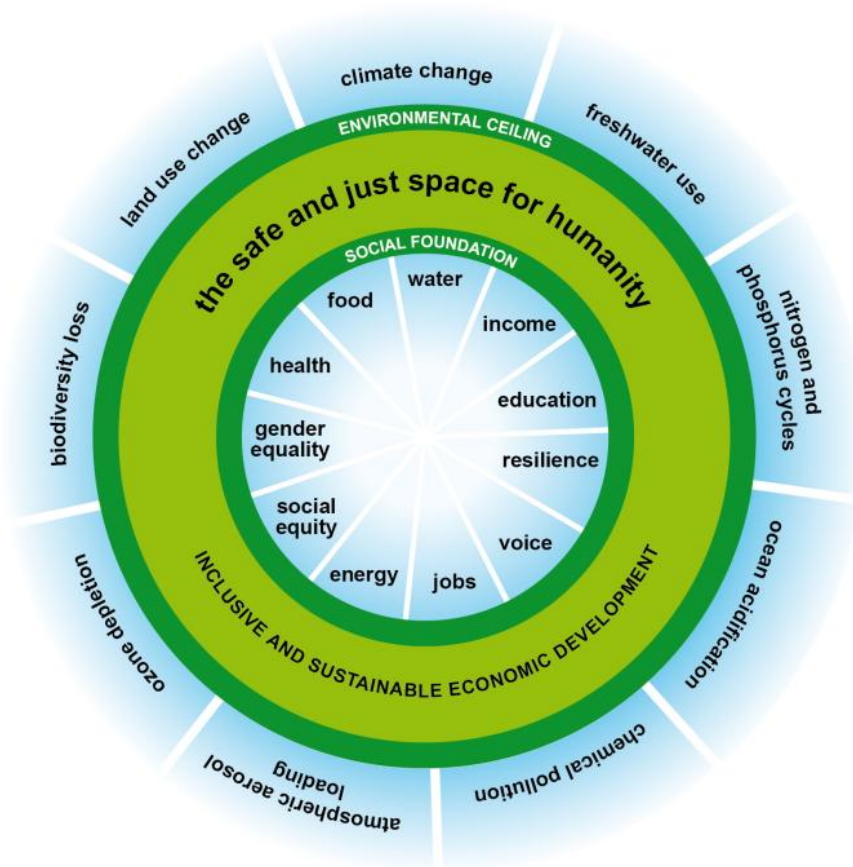 climate change
freshwater use
nitrogen and
phosphorus cycles
ocean acidification
chemical pollution
atmospheric aerosol
loading
ozone depletion
biodiversity loss
land use change
ENVIRONMENTAL CEILING
the safe and just space for humanity
SOCIAL FOUNDATION
water
income
education
resilience
voice
jobs
energy
social
equity
gender
equality
health
food
INCLUSIVE AND SUSTAINABLE ECONOMIC DEVELOPMENT